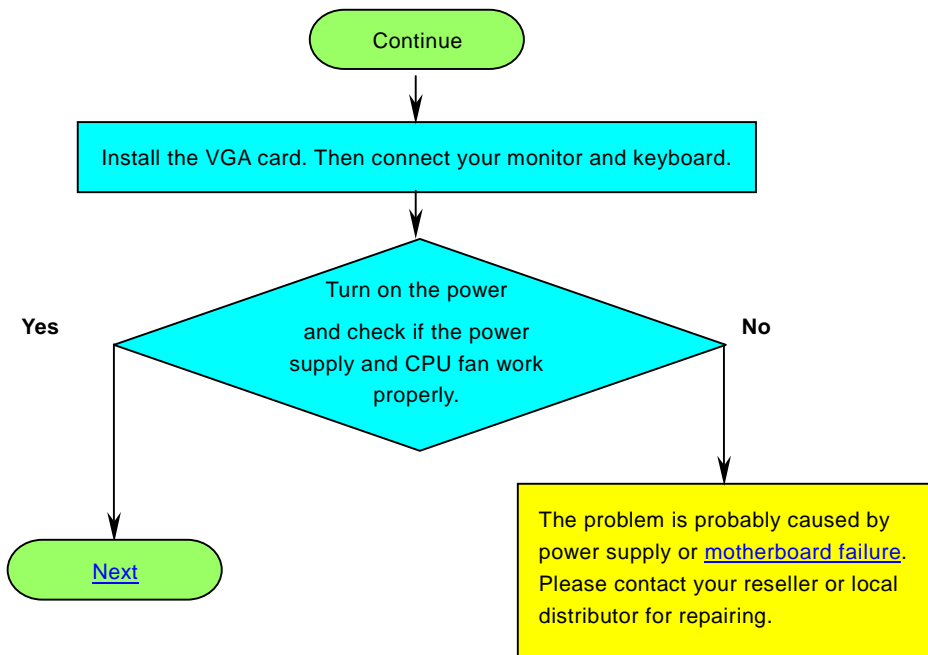 Continue
Install the VGA card. Then connect your monitor and keyboard.
Turn on the power
and check if the power
supply and CPU fan work
properly.
Yes
No
Next
The problem is probably caused by
power supply or motherboard failure.
Please contact your reseller or local
distributor for repairing.